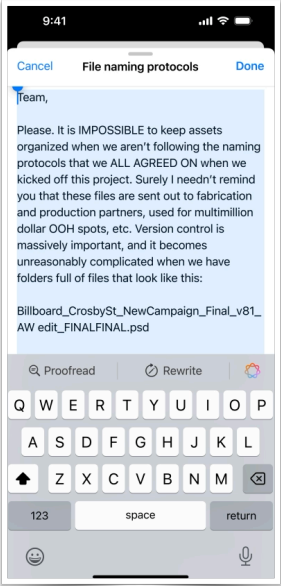 9:41
Cancel File naming protocols Done
Team,
Please. It is IMPOSSIBLE to keep assets
organized when we aren't following the naming
protocols that we ALL AGREED ON when we
kicked off this project. Surely I needn't remind
you that these files are sent out to fabrication
and production partners, used for multimillion
dollar OOH spots, etc. Version control is
massively important, and it becomes
unreasonably complicated when we have
folders full of files that look like this:
Billboard_CrosbySt_NewCampaign_Final_v81_
AW edit_FINALFINAL.psd
Proofread Rewrite
Q W E R T Y U I O P
A S D F G H J K L
Z X C V B N M
123 space return